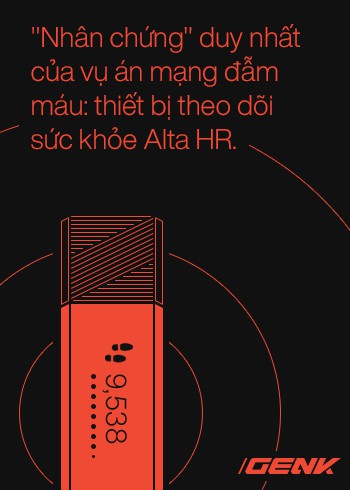 "Nhân chứng" duy nhất
của vụ án mạng đẫm
máu: thiết bị theo dõi
sức khỏe Alta HR.
9,538
GENK